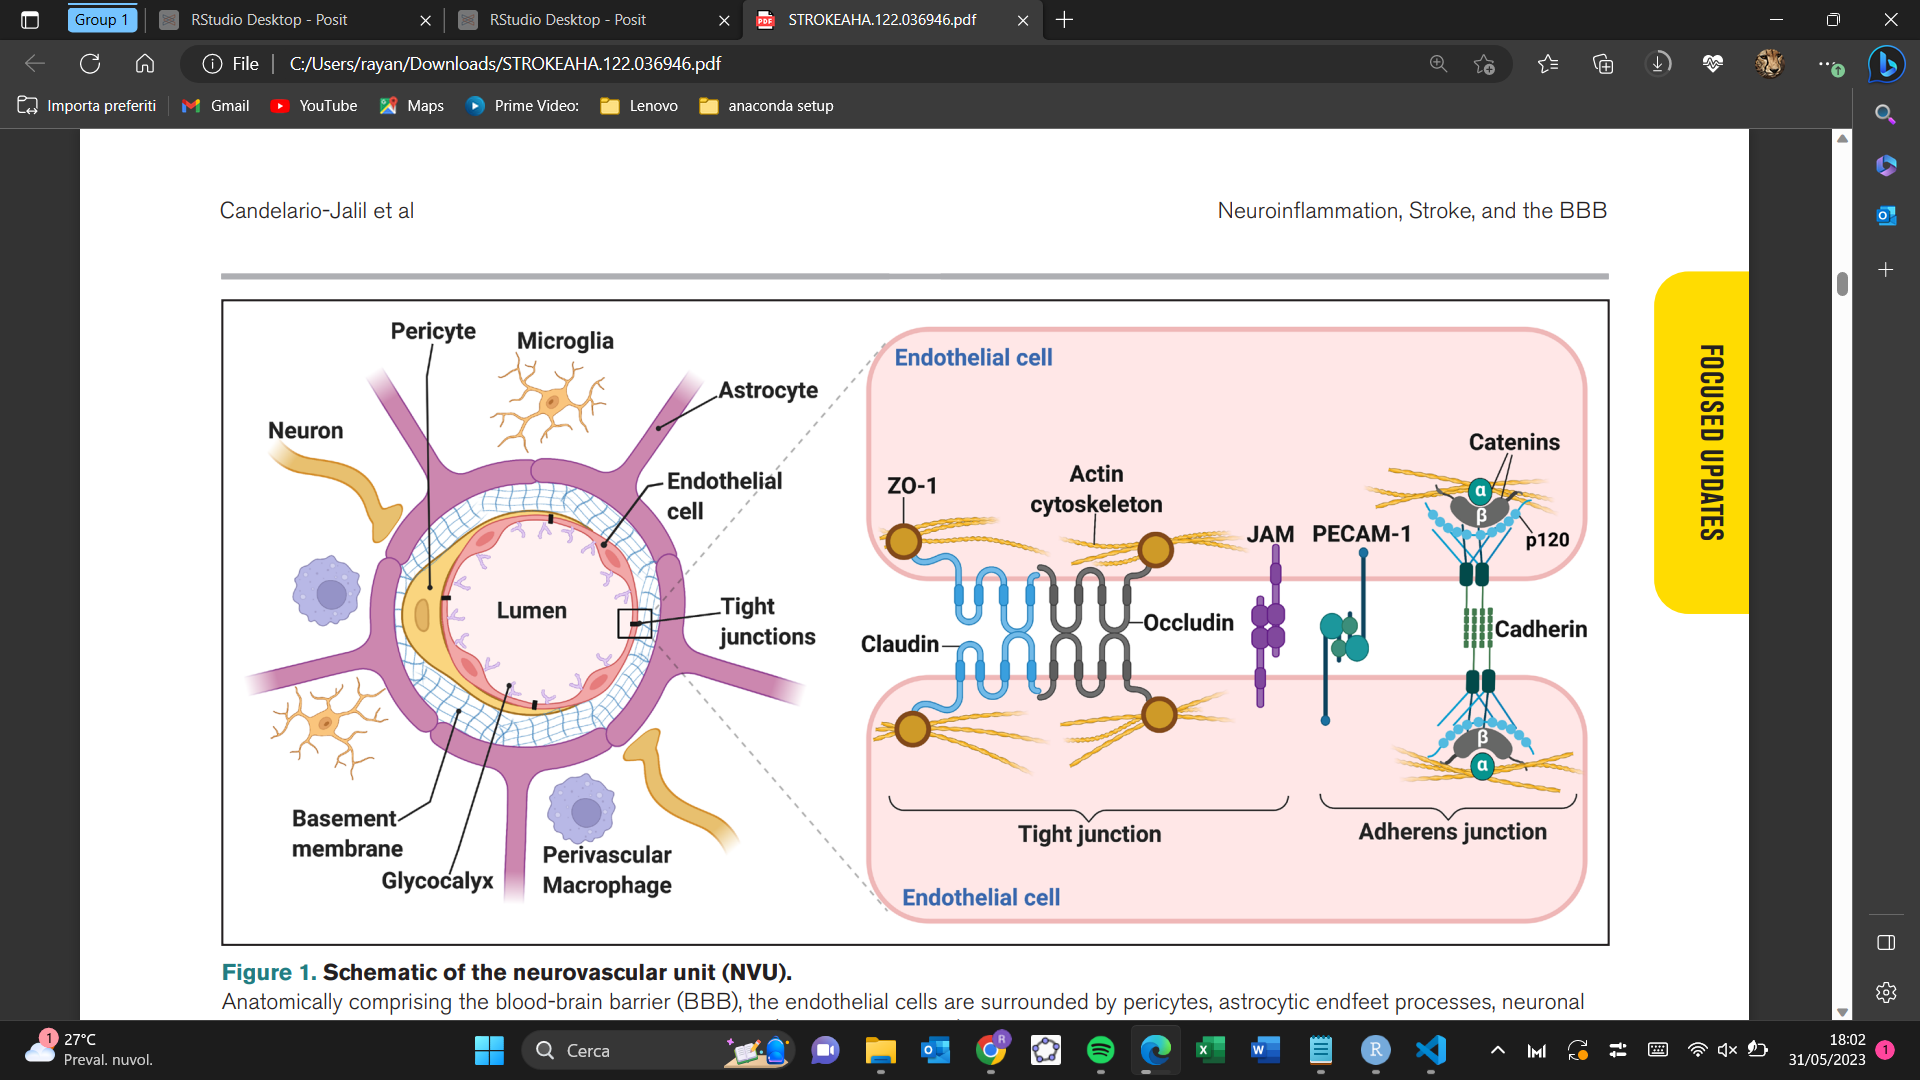 Group 1
RStudio Desktop - Posit
RStudio Desktop - Posit
STROKEAHA.122.036946.pdf
File
C:/Users/rayan/Downloads/STROKEAHA.122.036946.pdf
Importa preferiti
Gmail
YouTube
Maps
Prime Video:
Lenovo
anaconda setup
Candelario-Jalil et al
Neuroinflammation, Stroke, and the BBB
FOCUSED UPDATES
Pericyte
Microglia
Astrocyte
Neuron
Endothelial
cell
Lumen
Tight
junctions
Basement
membrane
Glycocalyx
Perivascular
Macrophage
Endothelial cell
Catenins
ZO-1
Actin
cytoskeleton
JAM
PECAM-1
α
β
p120
Claudin
Occludin
Cadherin
β
α
Tight junction
Adherens junction
Endothelial cell
Figure 1. Schematic of the neurovascular unit (NVU).
Anatomically comprising the blood-brain barrier (BBB), the endothelial cells are surrounded by pericytes, astrocytic endfeet processes, neuronal
1
27°C
Preval. nuvol.
Cerca
18:02
31/05/2023
1